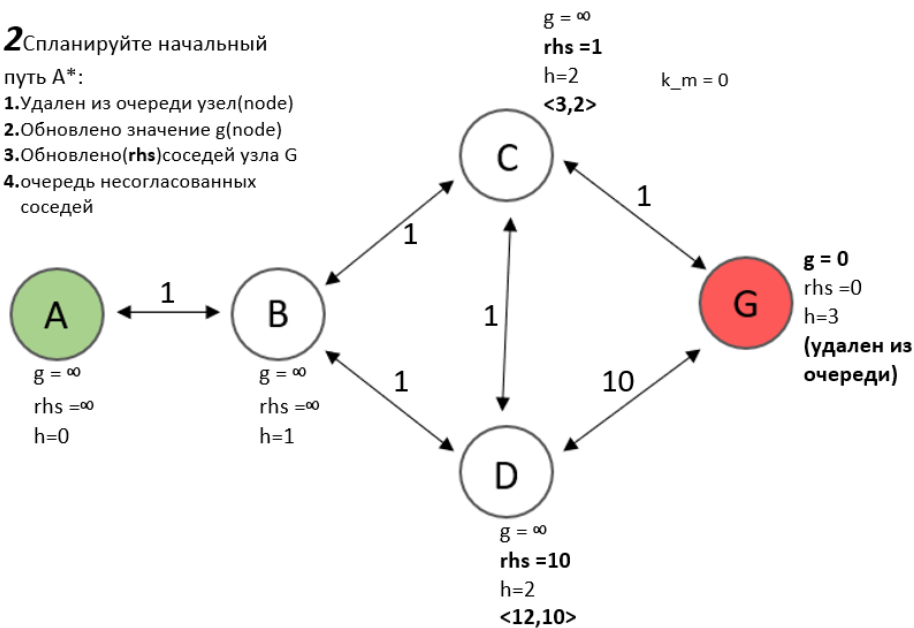 2Спланируйте начальный
путь A*:
1.Удален из очереди узел(node)
2.Обновлено значение g(node)
3.Обновлено(rhs)соседей узла G
4.очередь несогласованных
соседей
g = ∞
rhs =1
h=2
<3,2>
k_m = 0
C
1
1
A
1
B
1
G
g = 0
rhs =0
h=3
(удален из
очереди)
g = ∞
rhs =∞
h=0
g = ∞
rhs =∞
h=1
1
10
D
g = ∞
rhs =10
h=2
<12,10>